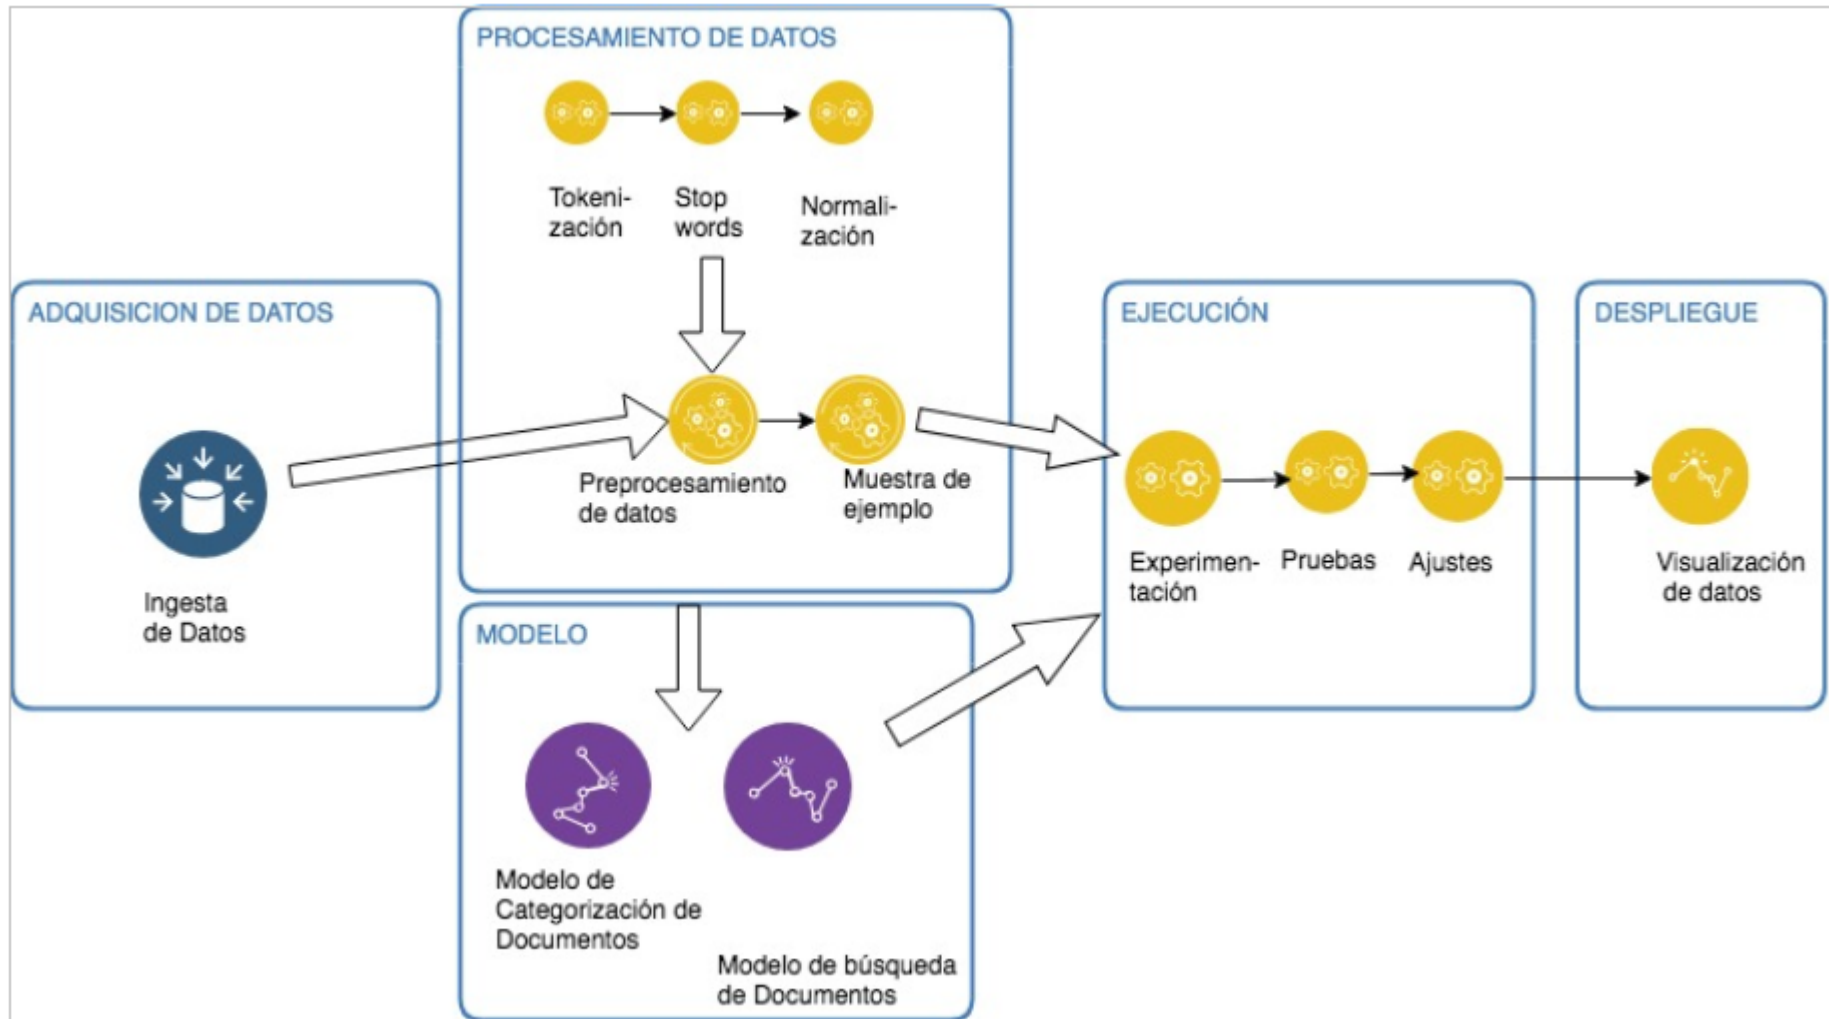 PROCESAMIENTO DE DATOS
Tokeni-
zación
Stop
words
Normali-
zación
ADQUISICION DE DATOS
Ingesta
de Datos
Preprocesamiento
de datos
Muestra de
ejemplo
EJECUCIÓN
Experimen-
tación
Pruebas
Ajustes
DESPLIEGUE
Visualización
de datos
MODELO
Modelo de
Categorización de
Documentos
Modelo de búsqueda
de Documentos